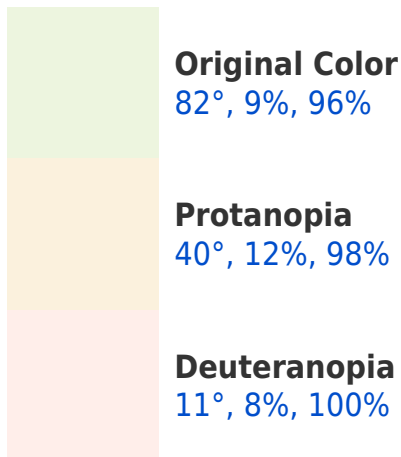 Original Color
82°, 9%, 96%
Protanopia
40°, 12%, 98%
Deuteranopia
11°, 8%, 100%